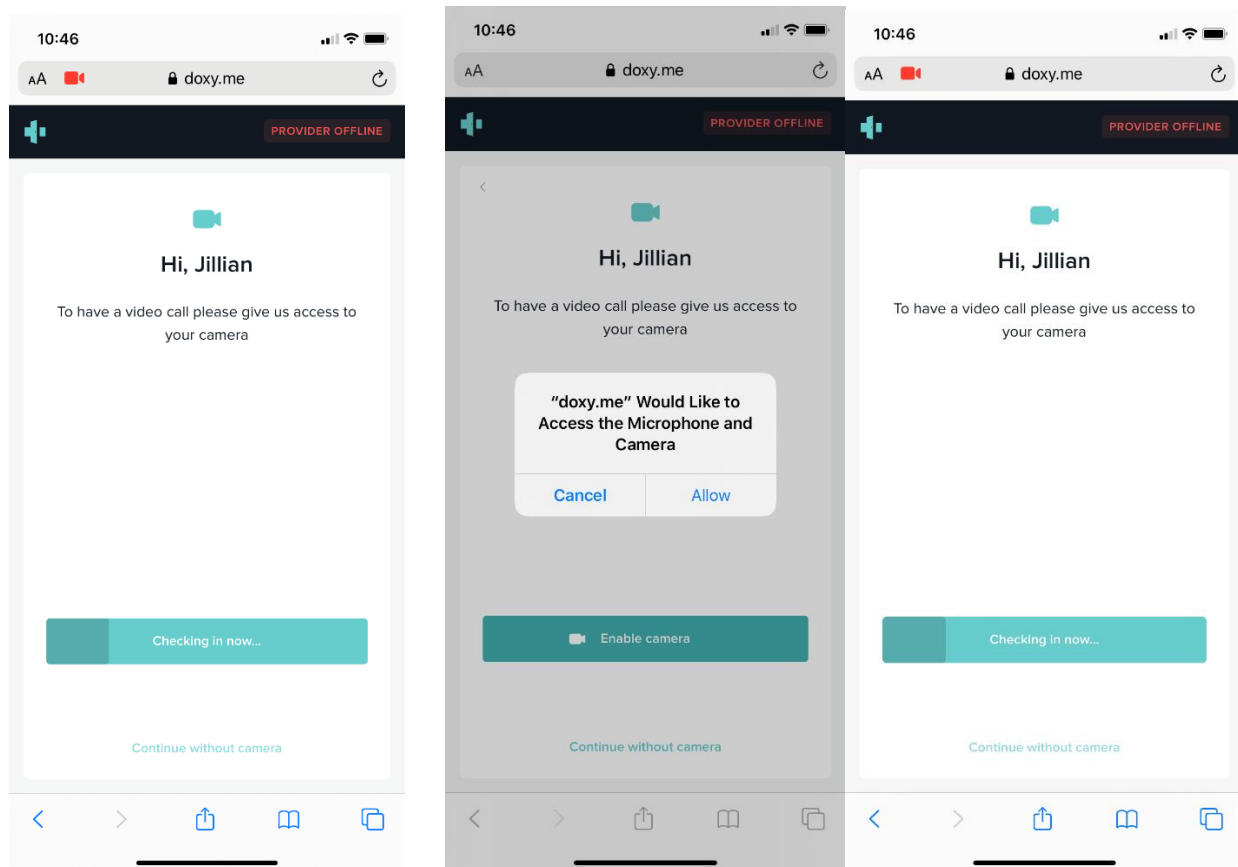 10:46
AA doxy.me
PROVIDER OFFLINE
Hi, Jillian
To have a video call please give us access to
your camera
Checking in now...
Continue without camera
10:46
AA doxy.me
PROVIDER OFFLINE
Hi, Jillian
To have a video call please give us access to
your camera
“doxy.me” Would Like to
Access the Microphone and
Camera
Cancel Allow
Enable camera
Continue without camera
10:46
AA doxy.me
PROVIDER OFFLINE
Hi, Jillian
To have a video call please give us access to
your camera
Checking in now...
Continue without camera